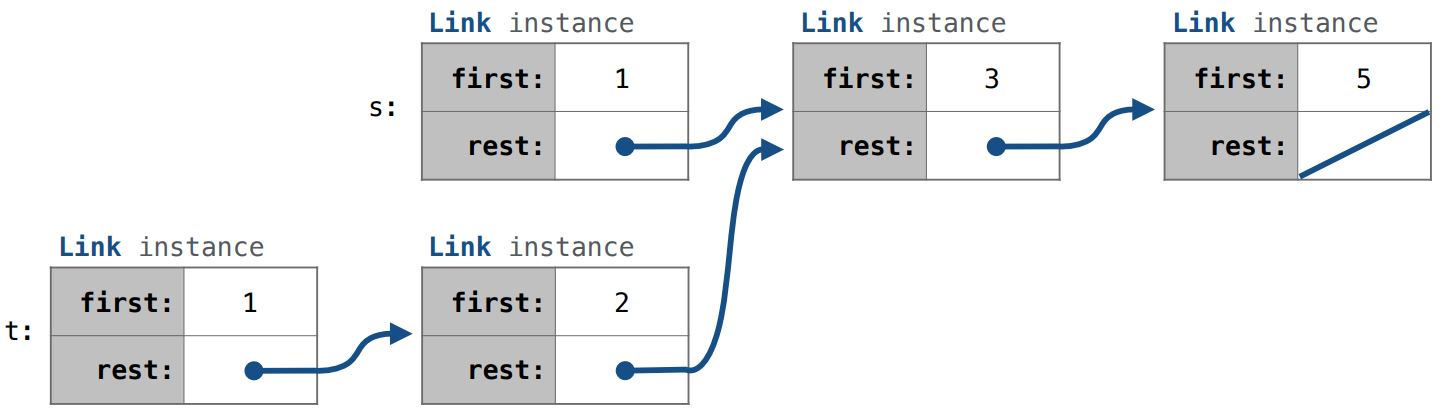 Link instance Link instance Link instance
s: first: 1 first: 3 first: 5
rest: rest: rest:
Link instance Link instance
t: first: 1 first: 2
rest: rest: